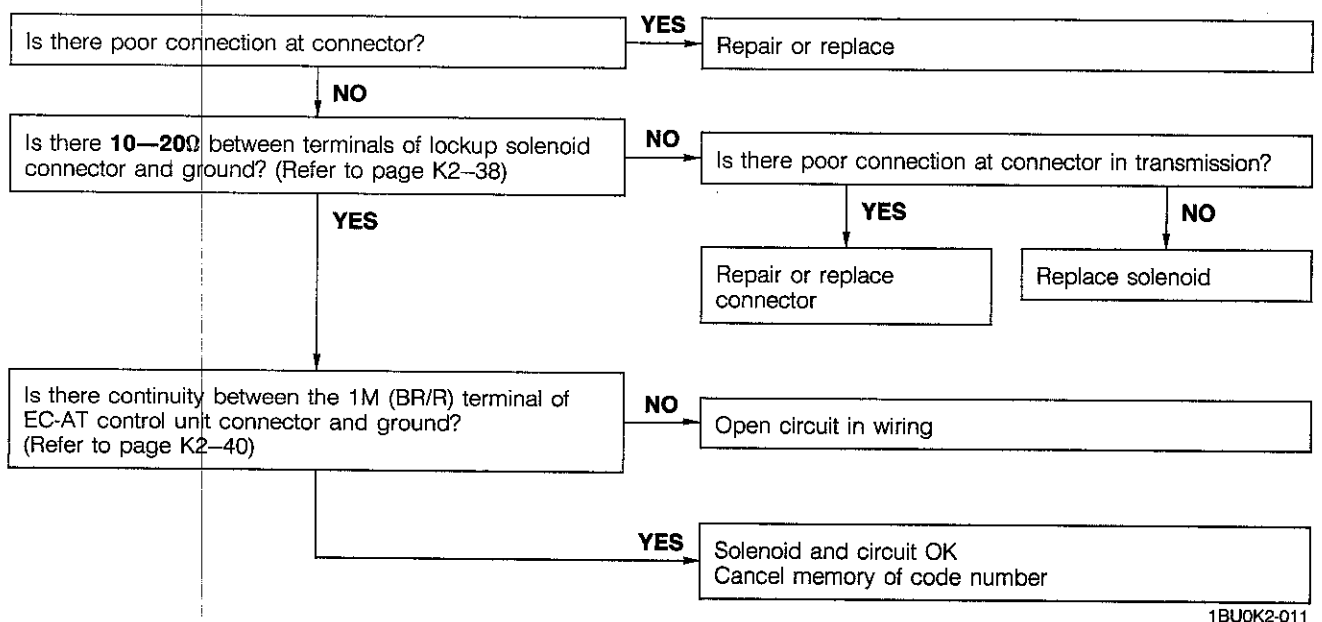 Is there poor connection at connector?
YES
Repair or replace
NO
Is there 10—20Ω between terminals of lockup solenoid
connector and ground? (Refer to page K2–38)
NO
Is there poor connection at connector in transmission?
YES
YES
NO
Repair or replace
connector
Replace solenoid
Is there continuity between the 1M (BR/R) terminal of
EC-AT control unit connector and ground?
(Refer to page K2–40)
NO
Open circuit in wiring
YES
Solenoid and circuit OK
Cancel memory of code number
1BU0K2-011